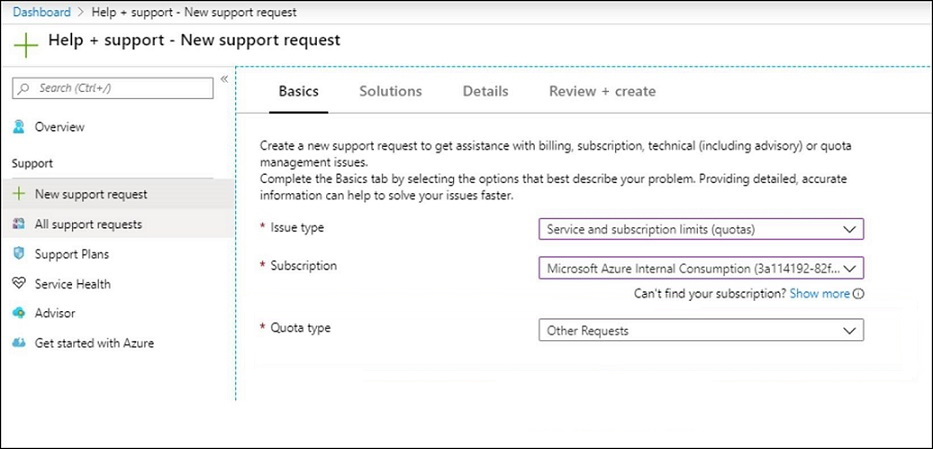 Dashboard > Help + support - New support request
Help + support - New support request
Search (Ctrl+/)
«
Overview
Support
New support request
All support requests
Support Plans
Service Health
Advisor
Get started with Azure
Basics Solutions Details Review + create
Create a new support request to get assistance with billing, subscription, technical (including advisory) or quota
management issues.
Complete the Basics tab by selecting the options that best describe your problem. Providing detailed, accurate
information can help to solve your issues faster.
* Issue type Service and subscription limits (quotas)
* Subscription Microsoft Azure Internal Consumption (3a114192-82f...
Can't find your subscription? Show more
* Quota type Other Requests